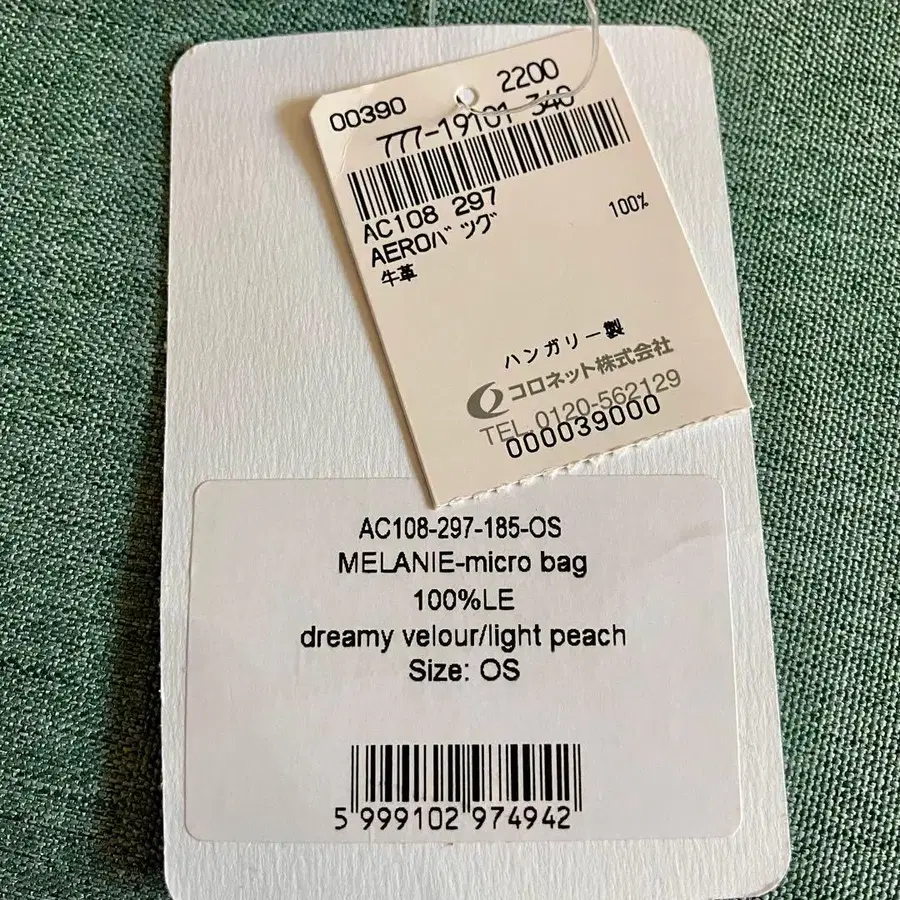 00390 2200
777-19101 340
AC108 297
AEROバッグ 100%
牛革
ハンガリー製
コロネット株式会社
TEL.0120-562129
000039000
AC108-297-185-OS
MELANIE-micro bag
100%LE
dreamy velour/light peach
Size: OS
5 999102 974942